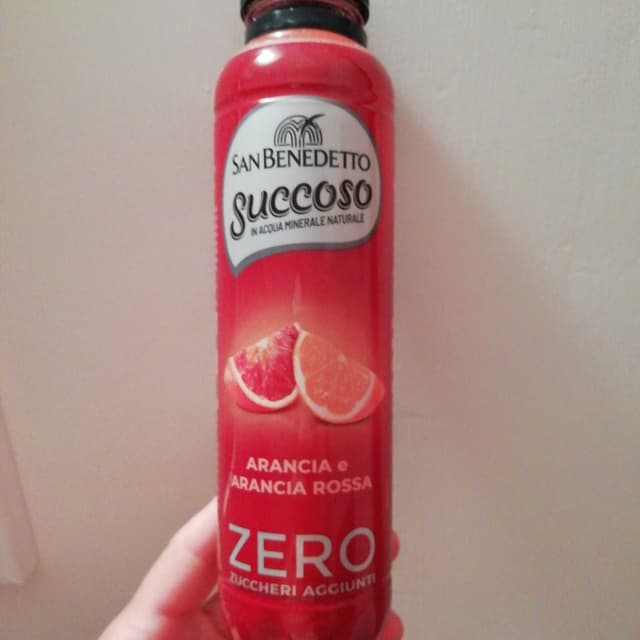 SAN BENEDETTO
Succoso
IN ACQUA MINERALE NATURALE
ARANCIA e
ARANCIA ROSSA
ZERO
ZUCCHERI AGGIUNTI